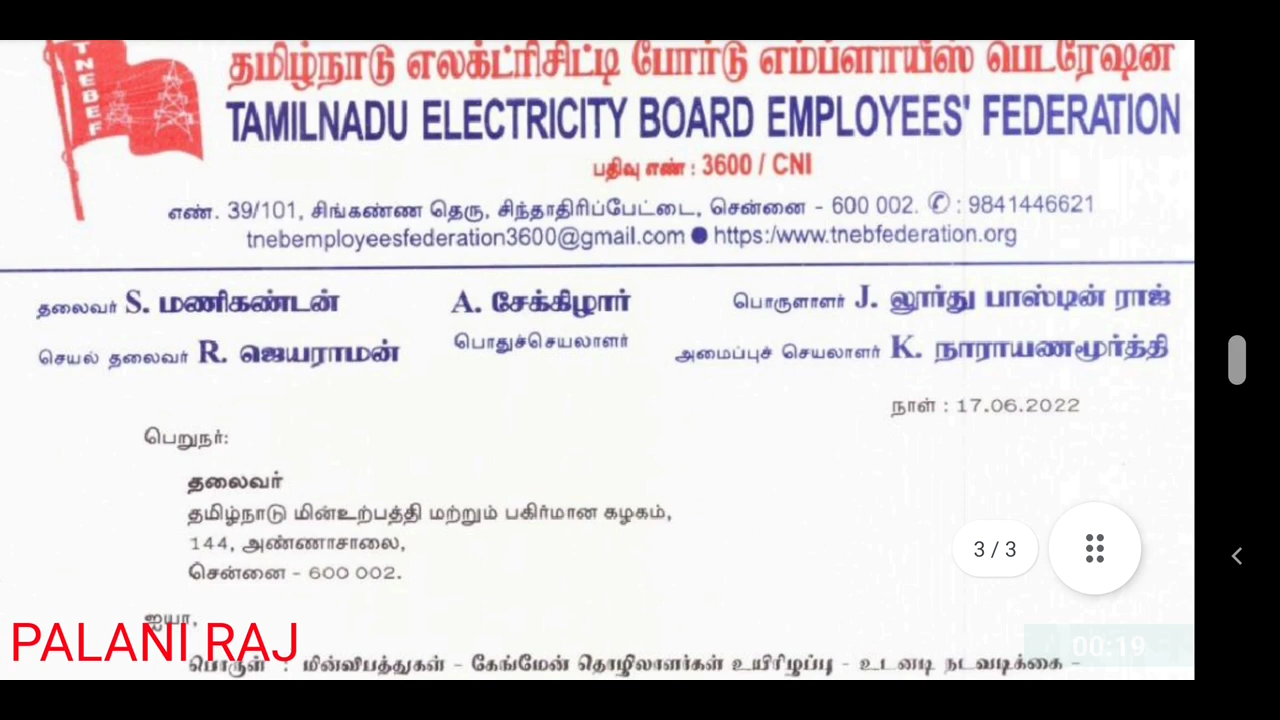 TNEBEF
தமிழ்நாடு எலக்ட்ரிசிட்டி போர்டு எம்ப்ளாயீஸ் பெடரேஷன்
TAMILNADU ELECTRICITY BOARD EMPLOYEES' FEDERATION
பதிவு எண் : 3600 / CNI
எண். 39/101, சிங்கண்ண தெரு, சிந்தாதிரிப்பேட்டை, சென்னை - 600 002. ✆ : 9841446621
tnebemployeesfederation3600@gmail.com ● https:/www.tnebfederation.org
தலைவர் S. மணிகண்டன் A. சேக்கிழார் பொருளாளர் J. லூர்து பாஸ்டின் ராஜ்
செயல் தலைவர் R. ஜெயராமன் பொதுச்செயலாளர் அமைப்புச் செயலாளர் K. நாராயணமூர்த்தி
நாள் : 17.06.2022
பெறுநர்:
தலைவர்
தமிழ்நாடு மின்உற்பத்தி மற்றும் பகிர்மான கழகம்,
144, அண்ணாசாலை,
சென்னை - 600 002.
3 / 3
ஐயா,
PALANI RAJ
00:19
பொருள் : மின்விபத்துகள் - கேங்மேன் தொழிலாளர்கள் உயிரிழப்பு - உடனடி நடவடிக்கை -